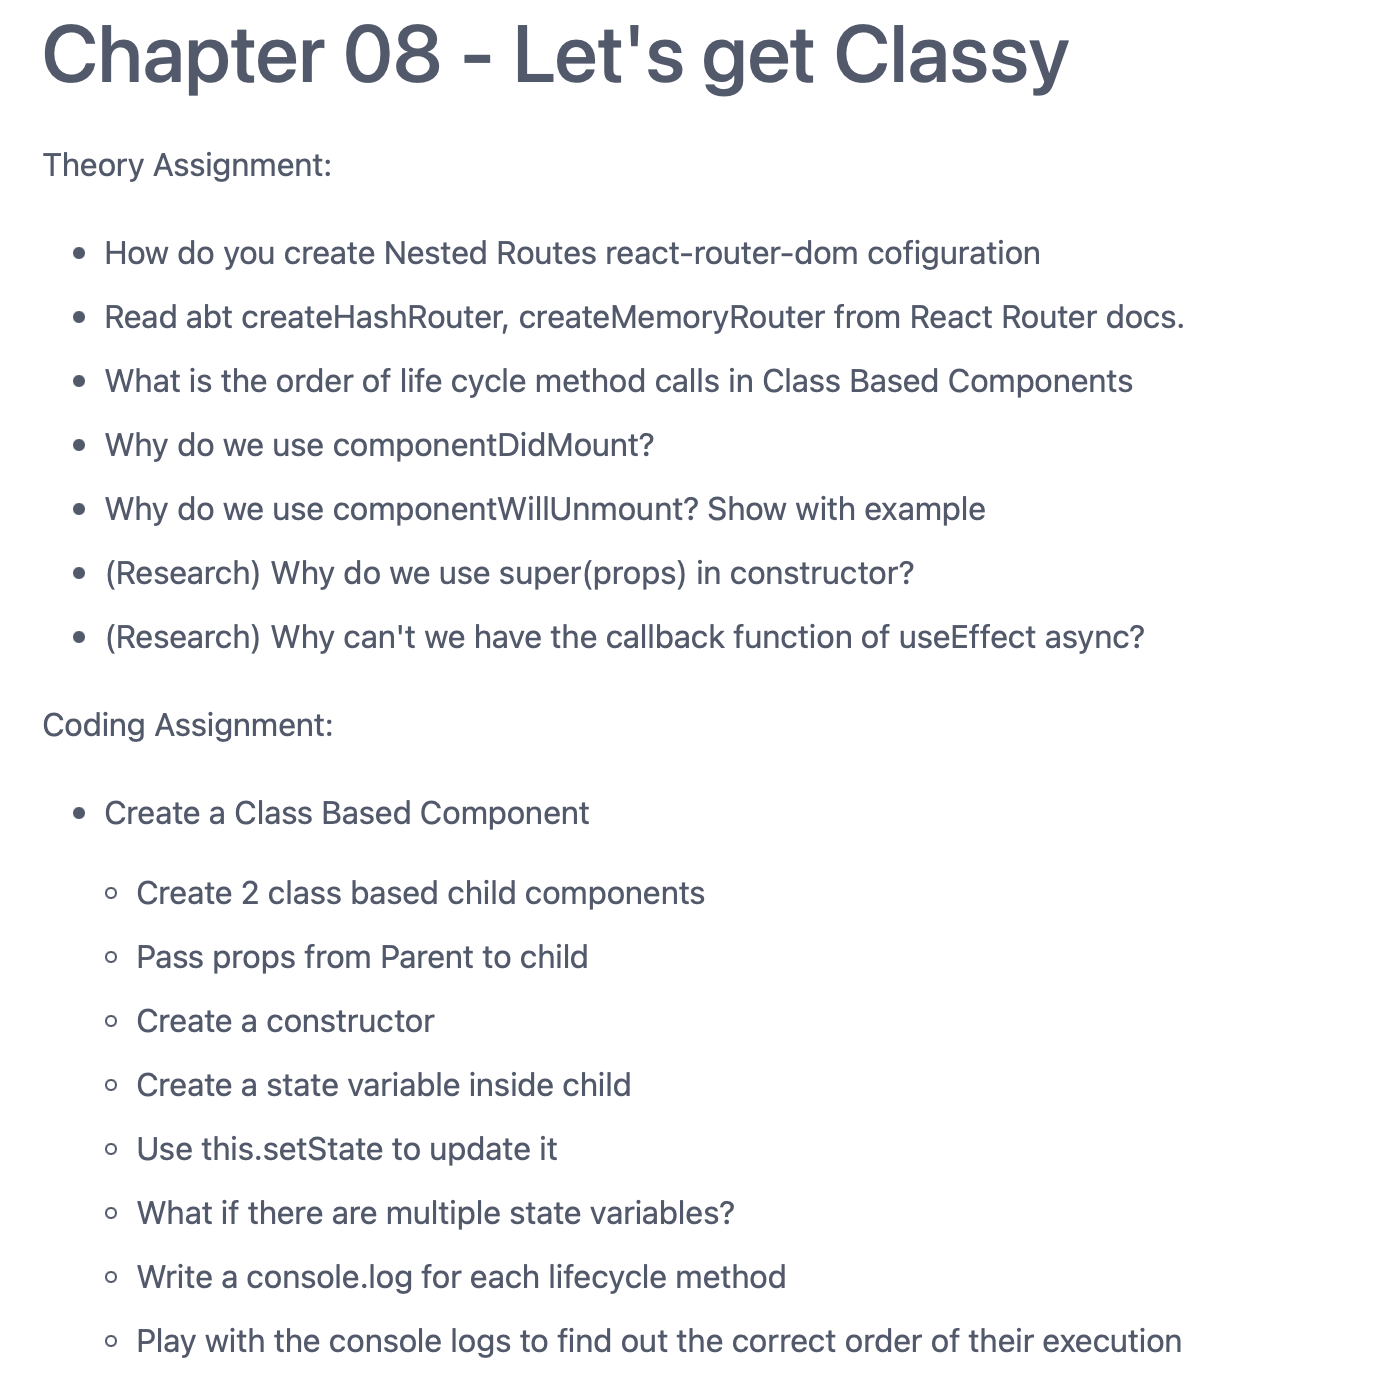 Chapter 08 - Let's get Classy
Theory Assignment:
• How do you create Nested Routes react-router-dom cofiguration
• Read abt createHashRouter, createMemoryRouter from React Router docs.
• What is the order of life cycle method calls in Class Based Components
• Why do we use componentDidMount?
• Why do we use componentWillUnmount? Show with example
• (Research) Why do we use super(props) in constructor?
• (Research) Why can't we have the callback function of useEffect async?
Coding Assignment:
• Create a Class Based Component
○ Create 2 class based child components
○ Pass props from Parent to child
○ Create a constructor
○ Create a state variable inside child
○ Use this.setState to update it
○ What if there are multiple state variables?
○ Write a console.log for each lifecycle method
○ Play with the console logs to find out the correct order of their execution